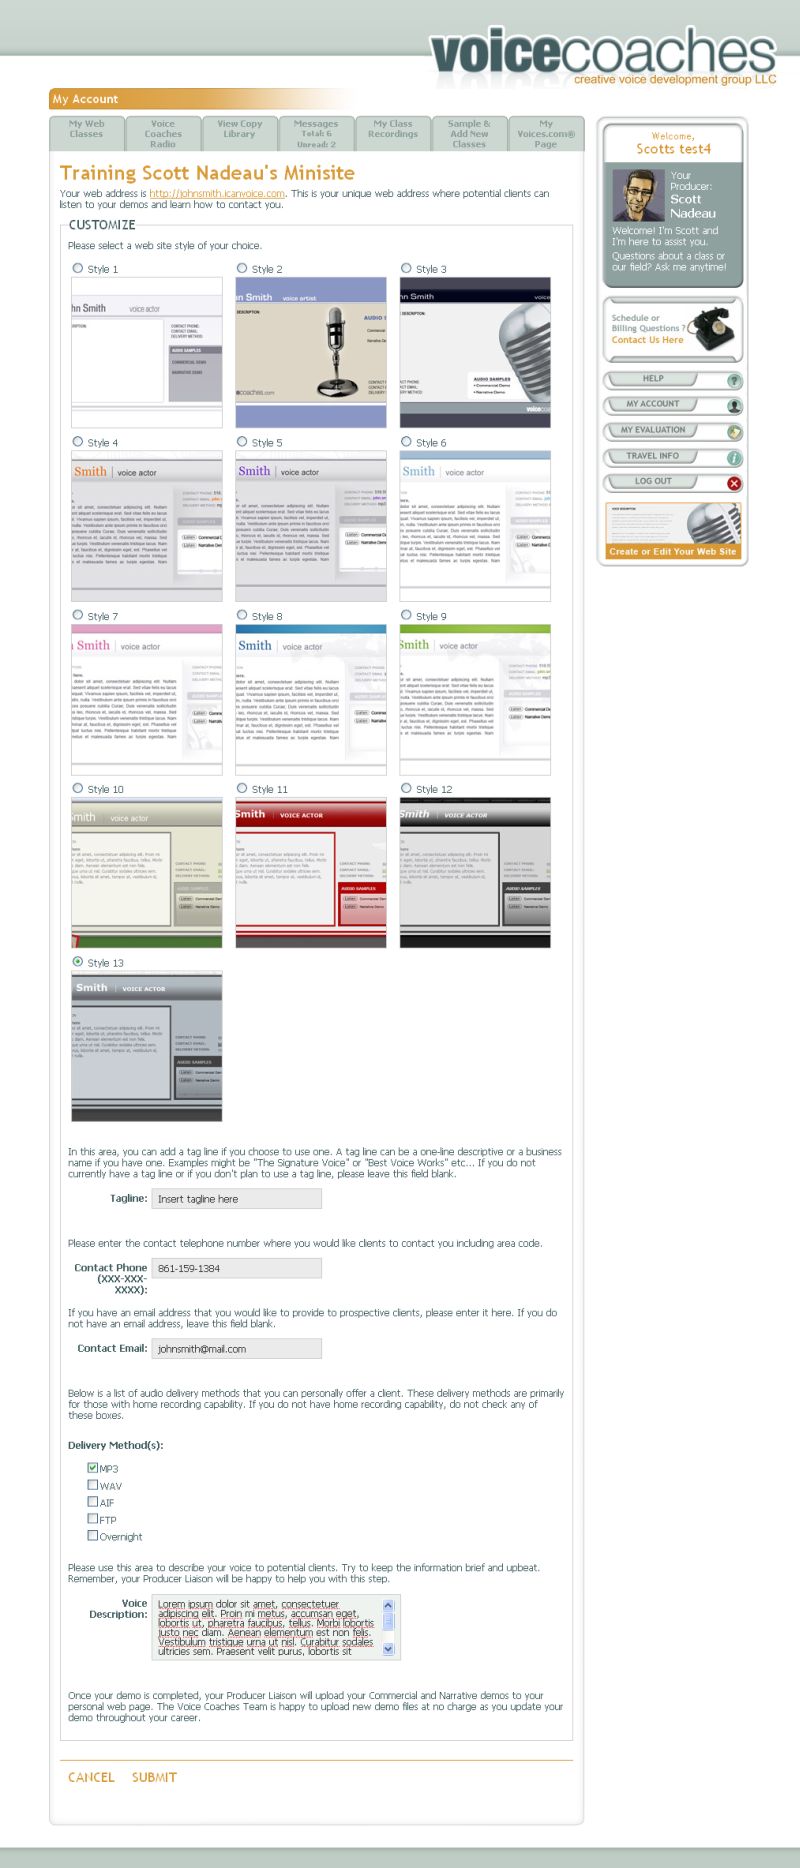 voicecoaches
creative voice development group LLC
My Account
My Web Classes
Voice Coaches Radio
View Copy Library
Messages Total: 6 Unread: 2
My Class Recordings
Sample & Add New Classes
My Voices.com® Page
Welcome,
Scotts test4
Your Producer:
Scott Nadeau
Welcome! I'm Scott and
I'm here to assist you.
Questions about a class or
our field? Ask me anytime!
Schedule or
Billing Questions ?
Contact Us Here
HELP
MY ACCOUNT
MY EVALUATION
TRAVEL INFO
LOG OUT
Create or Edit Your Web Site
Training Scott Nadeau's Minisite
Your web address is http://johnsmith.icanvoice.com. This is your unique web address where potential clients can
listen to your demos and learn how to contact you.
CUSTOMIZE
Please select a web site style of your choice.
Style 1
Style 2
Style 3
hn Smith voice actor
CONTACT PHONE:
CONTACT EMAIL:
DELIVERY METHOD:
AUDIO SAMPLES
COMMERCIAL DEMO
NARRATIVE DEMO
hn Smith voice artist
DESCRIPTION:
hn Smith
DESCRIPTION:
AUDIO SAMPLES
• Commercial Demo
• Narrative Demo
Style 4
Style 5
Style 6
Smith | voice actor
Smith | voice actor
Smith | voice actor
Style 7
Style 8
Style 9
Smith | voice actor
Smith | voice actor
Smith | voice actor
Style 10
Style 11
Style 12
mith | voice actor
Smith | VOICE ACTOR
Smith | VOICE ACTOR
Style 13
Smith | VOICE ACTOR
In this area, you can add a tag line if you choose to use one. A tag line can be a one-line descriptive or a business
name if you have one. Examples might be "The Signature Voice" or "Best Voice Works" etc... If you do not
currently have a tag line or if you don't plan to use a tag line, please leave this field blank.
Tagline: Insert tagline here
Please enter the contact telephone number where you would like clients to contact you including area code.
Contact Phone (XXX-XXX-XXXX): 861-159-1384
If you have an email address that you would like to provide to prospective clients, please enter it here. If you do
not have an email address, leave this field blank.
Contact Email: johnsmith@mail.com
Below is a list of audio delivery methods that you can personally offer a client. These delivery methods are primarily
for those with home recording capability. If you do not have home recording capability, do not check any of
these boxes.
Delivery Method(s):
MP3
WAV
AIF
FTP
Overnight
Please use this area to describe your voice to potential clients. Try to keep the information brief and upbeat.
Remember, your Producer Liaison will be happy to help you with this step.
Voice Description:
Lorem ipsum dolor sit amet, consectetuer
adipiscing elit. Proin mi metus, accumsan eget,
lobortis ut, pharetra faucibus, tellus. Morbi lobortis
justo nec diam. Aenean elementum est non felis.
Vestibulum tristique urna ut nisl. Curabitur sodales
ultricies sem. Praesent velit purus, lobortis sit
Once your demo is completed, your Producer Liaison will upload your Commercial and Narrative demos to your
personal web page. The Voice Coaches Team is happy to upload new demo files at no charge as you update your
demo throughout your career.
CANCEL SUBMIT